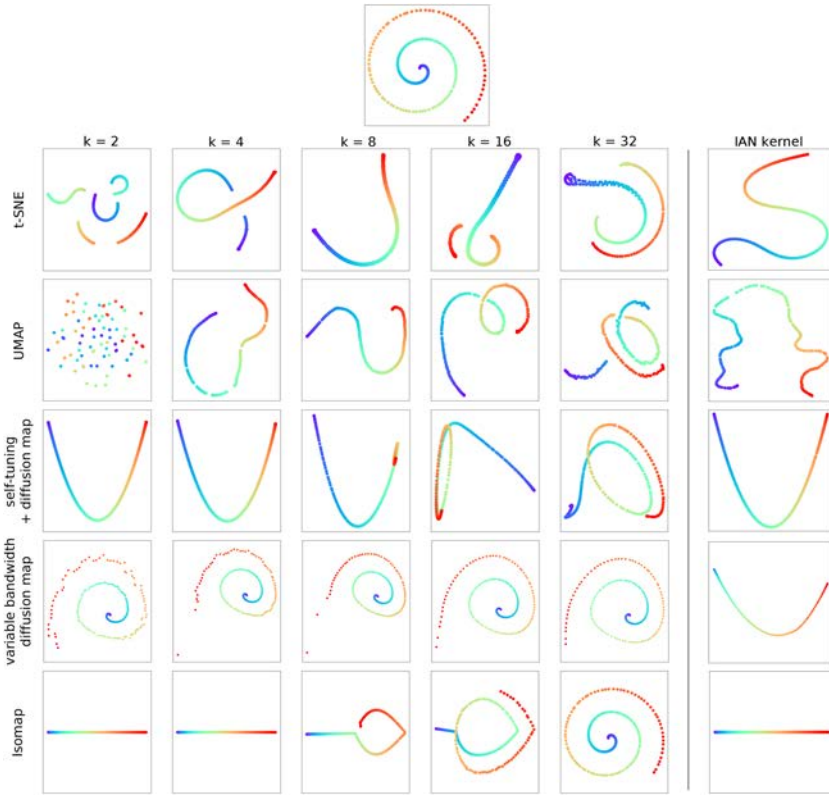 k = 2 k = 4 k = 8 k = 16 k = 32 IAN kernel
t-SNE
UMAP
self-tuning
+ diffusion map
variable bandwidth
diffusion map
Isomap